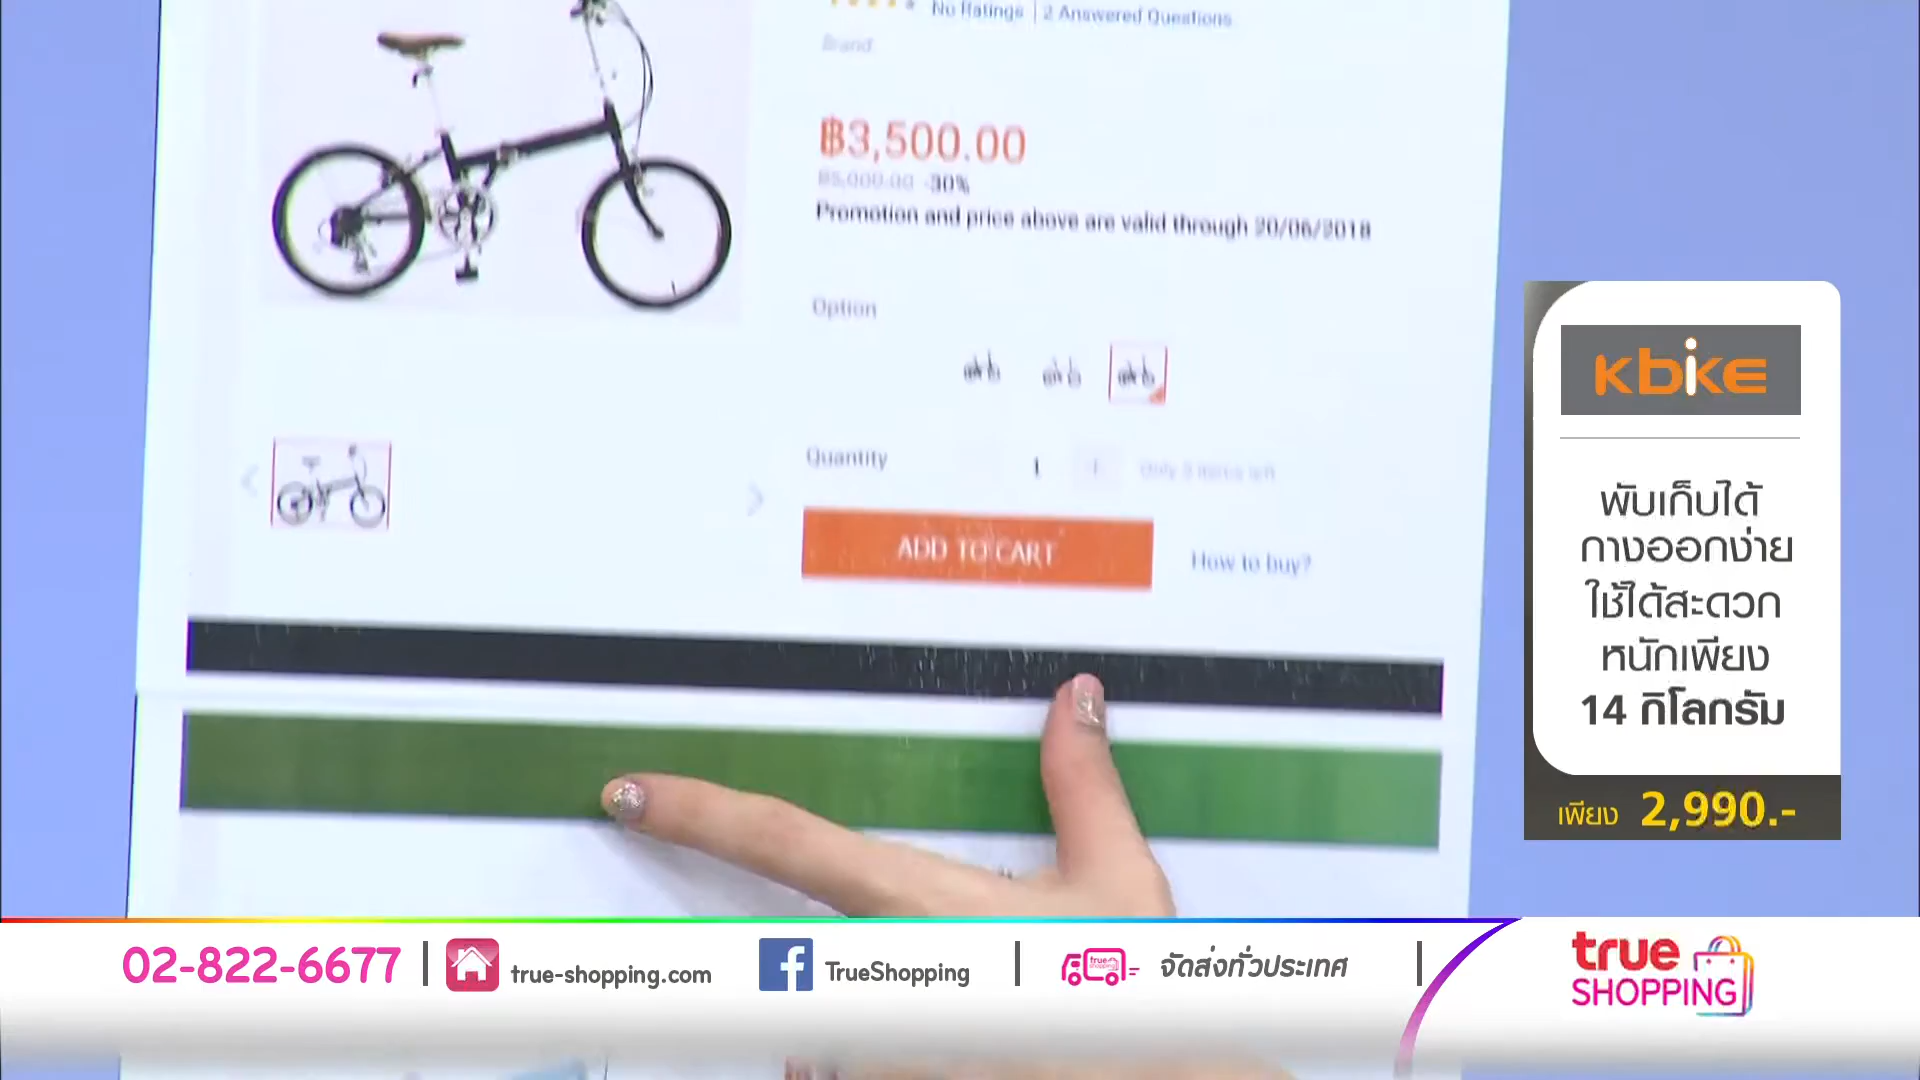 No Ratings | 2 Answered Questions
Brand
฿3,500.00
฿5,000.00 -30%
Promotion and price above are valid through 20/06/2018
Option
Quantity 1 +
ADD TO CART
How to buy?
kbike
พับเก็บได้
กางออกง่าย
ใช้ได้สะดวก
หนักเพียง
14 กิโลกรัม
เพียง 2,990.-
02-822-6677 | true-shopping.com TrueShopping | จัดส่งทั่วประเทศ |
true
SHOPPING